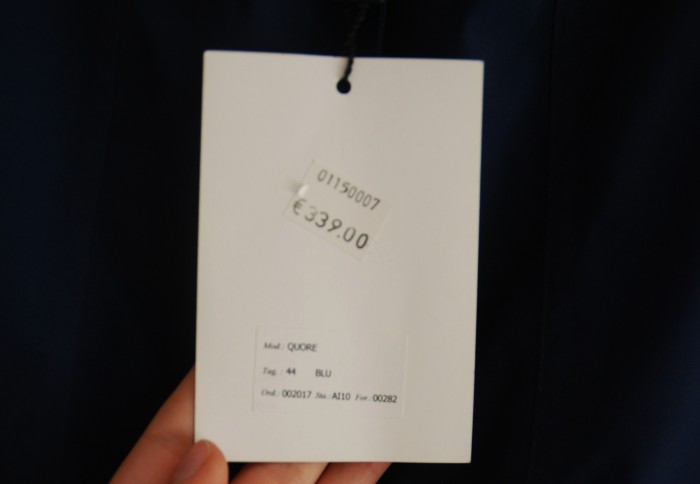 01150007
€339.00
Mod.: QUORE
Tag. : 44 BLU
Ord.: 002017 Sta.: AI10 For.: 00282